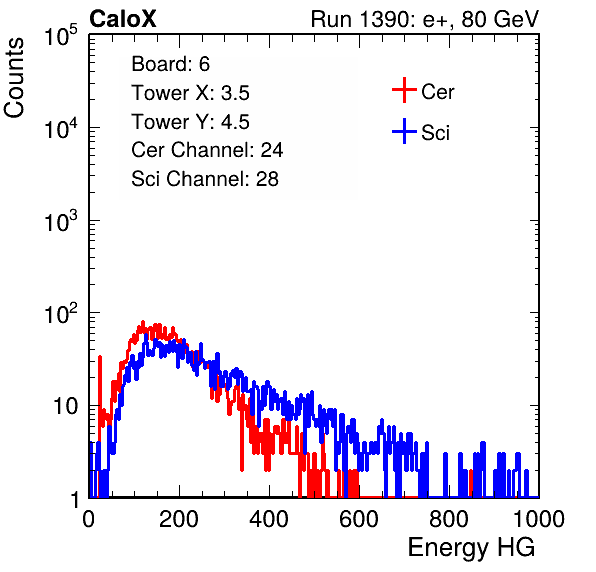 CaloX Run 1390: e+, 80 GeV
Counts
Board: 6
Tower X: 3.5
Tower Y: 4.5
Cer Channel: 24
Sci Channel: 28
Cer
Sci
10^5
10^4
10^3
10^2
10
1
0 200 400 600 800 1000
Energy HG